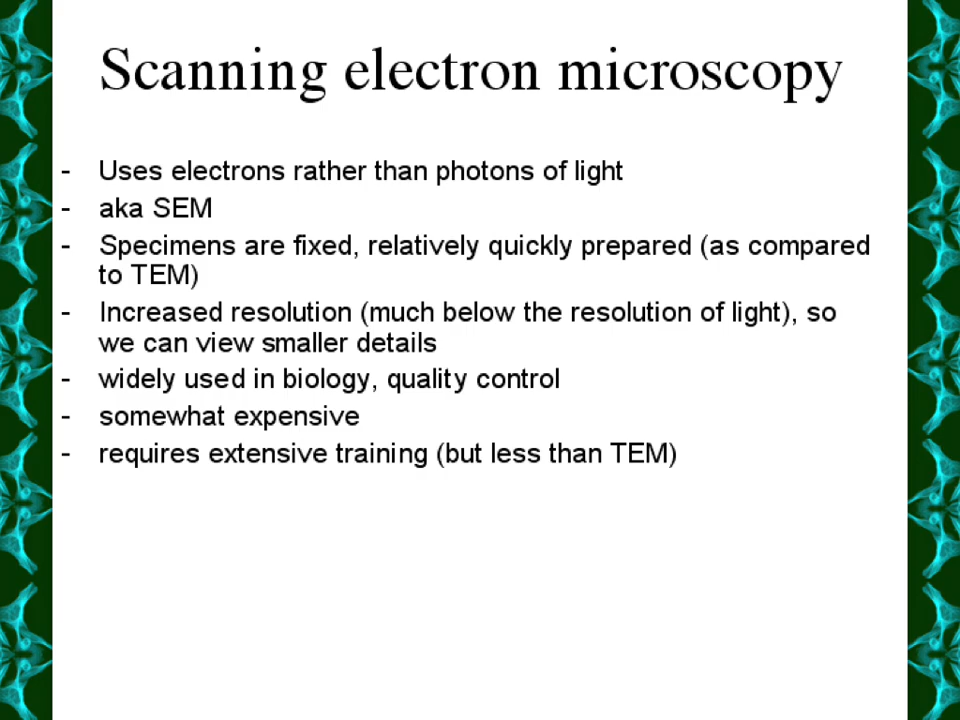 Scanning electron microscopy
- Uses electrons rather than photons of light
- aka SEM
- Specimens are fixed, relatively quickly prepared (as compared
to TEM)
- Increased resolution (much below the resolution of light), so
we can view smaller details
- widely used in biology, quality control
- somewhat expensive
- requires extensive training (but less than TEM)